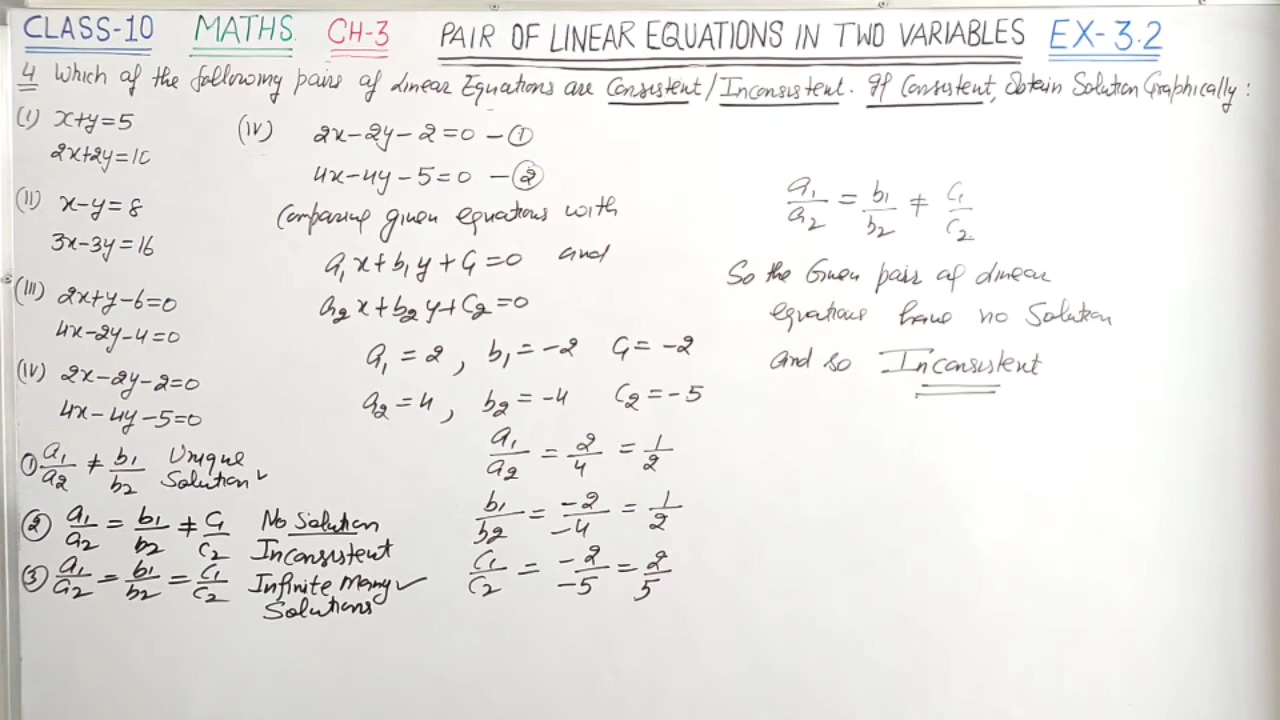 CLASS-10 MATHS. CH-3 PAIR OF LINEAR EQUATIONS IN TWO VARIABLES EX-3.2
4 Which of the following pairs of Linear Equations are Consistent/Inconsistent. If Consistent, Obtain Solution Graphically:
(I) x+y=5
2x+2y=10
(II) x-y=8
3x-3y=16
(III) 2x+y-6=0
4x-2y-4=0
(IV) 2x-2y-2=0
4x-4y-5=0
① a₁/a₂ ≠ b₁/b₂ Unique Solution ✓
② a₁/a₂ = b₁/b₂ ≠ c₁/c₂ No Solution Inconsistent
③ a₁/a₂ = b₁/b₂ = c₁/c₂ Infinite Many ✓ Solutions
(IV) 2x-2y-2=0 -①
4x-4y-5=0 -②
Comparing given equations with
a₁x+b₁y+c₁=0 and
a₂x+b₂y+c₂=0
a₁=2, b₁=-2 c₁=-2
a₂=4, b₂=-4 c₂=-5
a₁/a₂ = 2/4 = 1/2
b₁/b₂ = -2/-4 = 1/2
c₁/c₂ = -2/-5 = 2/5
a₁/a₂ = b₁/b₂ ≠ c₁/c₂
So the Given pair of linear
equations have no Solution
and so Inconsistent